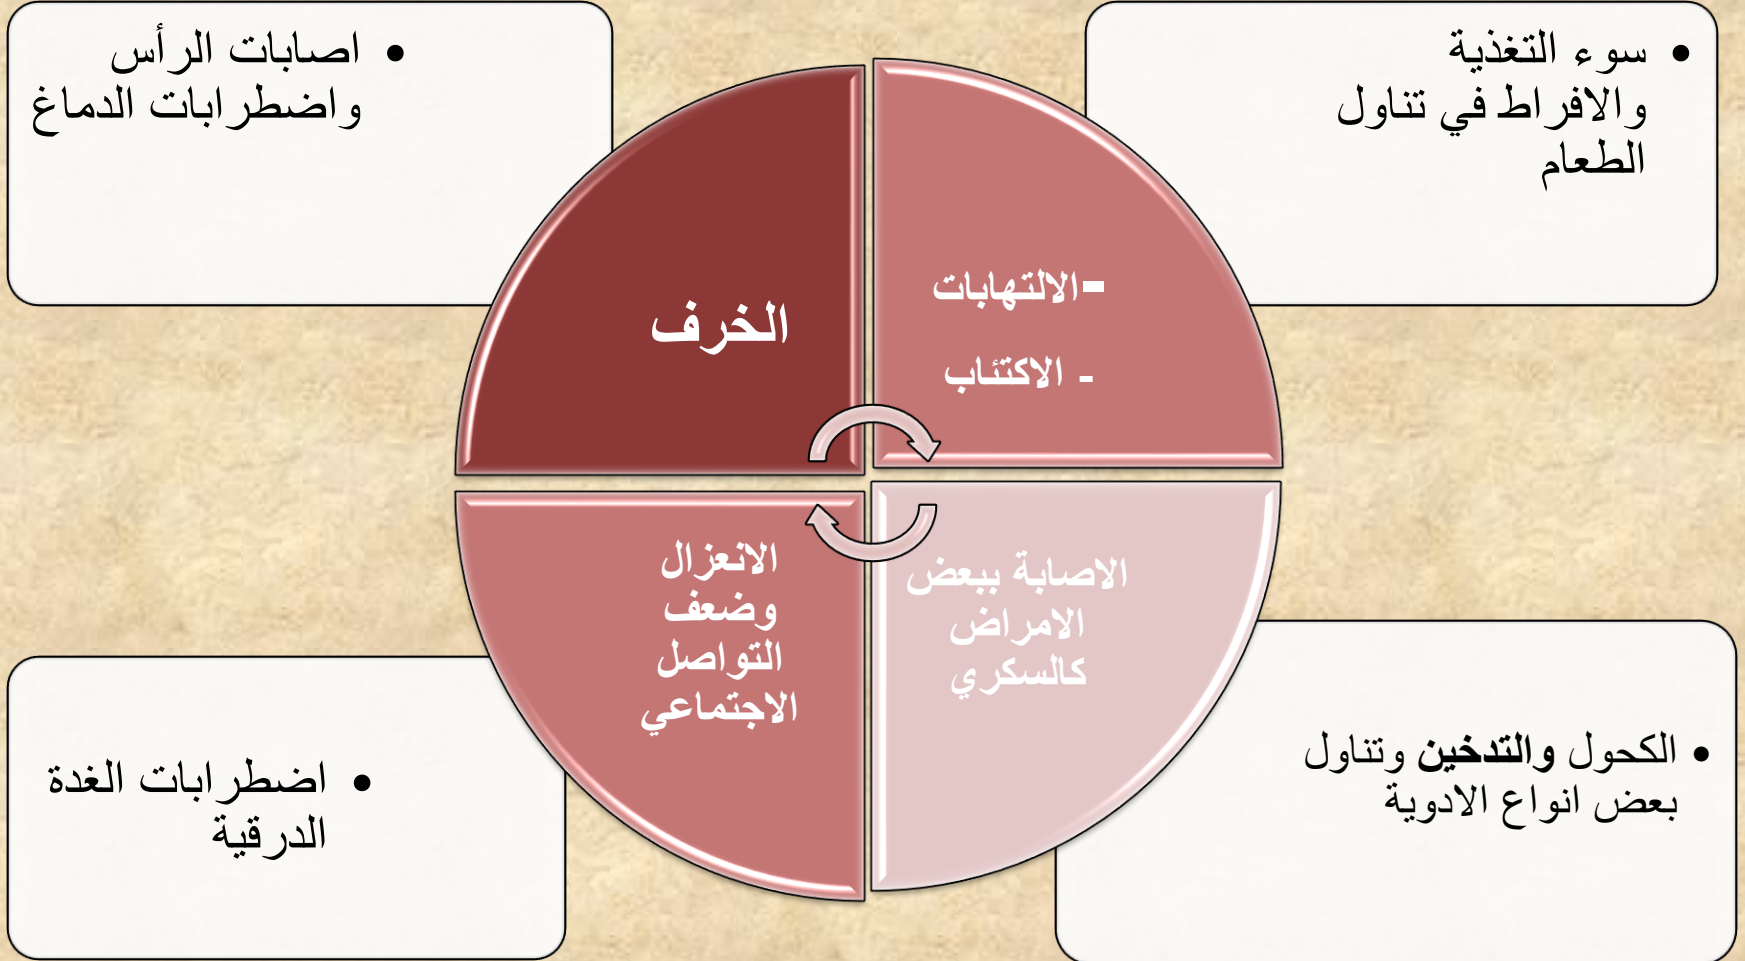 • اصابات الرأس
واضطرابات الدماغ
• سوء التغذية
والافراط في تناول
الطعام
الخرف
-الالتهابات
- الاكتئاب
الانعزال
وضعف
التواصل
الاجتماعي
الاصابة ببعض
الامراض
كالسكري
• اضطرابات الغدة
الدرقية
• الكحول والتدخين وتناول
بعض انواع الادوية